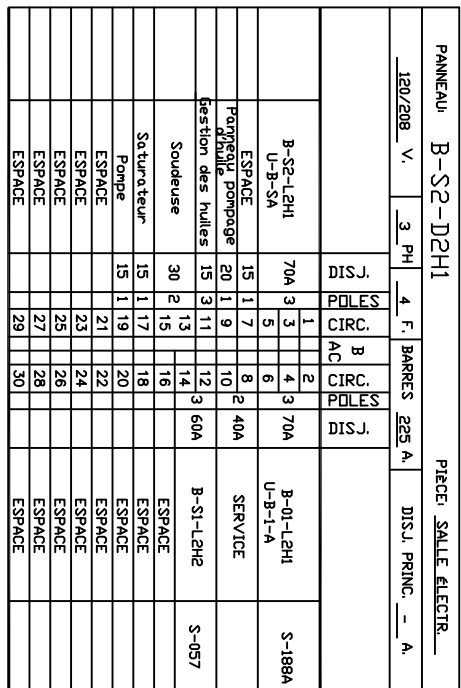 PANNEAU: B-S2-D2H1 PIÈCE: SALLE ÉLECTR.
120/208 V. 3 PH 4 F. BARRES 225 A. DISJ. PRINC. - A.
DISJ. POLES CIRC. B CIRC. POLES DISJ.
AC
1 2
B-S2-L2H1 70A 3 3 4 3 70A B-01-L2H1 S-188A
U-B-SA U-B-1-A
5 6
ESPACE 15 1 7 8
2 40A SERVICE
Panneau pompage 20 1 9 10
d'huile
Gestion des huiles 15 3 11 12
3 60A B-S1-L2H2 S-057
13 14
Soudeuse 30 2
15 16 ESPACE
Saturateur 15 1 17 18 ESPACE
Pompe 15 1 19 20 ESPACE
ESPACE 21 22 ESPACE
ESPACE 23 24 ESPACE
ESPACE 25 26 ESPACE
ESPACE 27 28 ESPACE
ESPACE 29 30 ESPACE